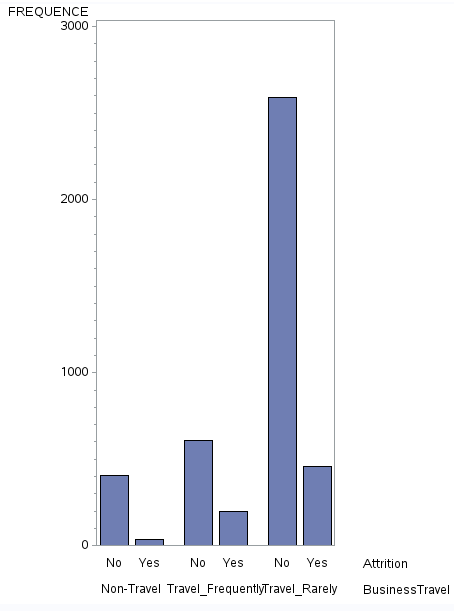 FREQUENCE
3000
2000
1000
0
No Yes No Yes No Yes Attrition
Non-Travel Travel_Frequently Travel_Rarely BusinessTravel